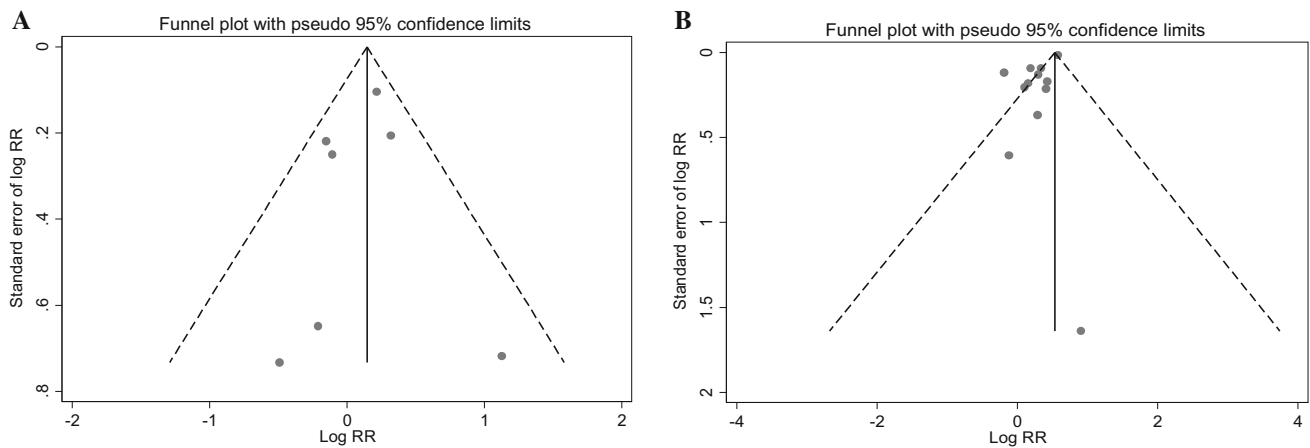 A
Funnel plot with pseudo 95% confidence limits
Standard error of log RR
0
.2
.4
.6
.8
-2
-1
0
1
2
Log RR
B
Funnel plot with pseudo 95% confidence limits
Standard error of log RR
0
.5
1
1.5
2
-4
-2
0
2
4
Log RR